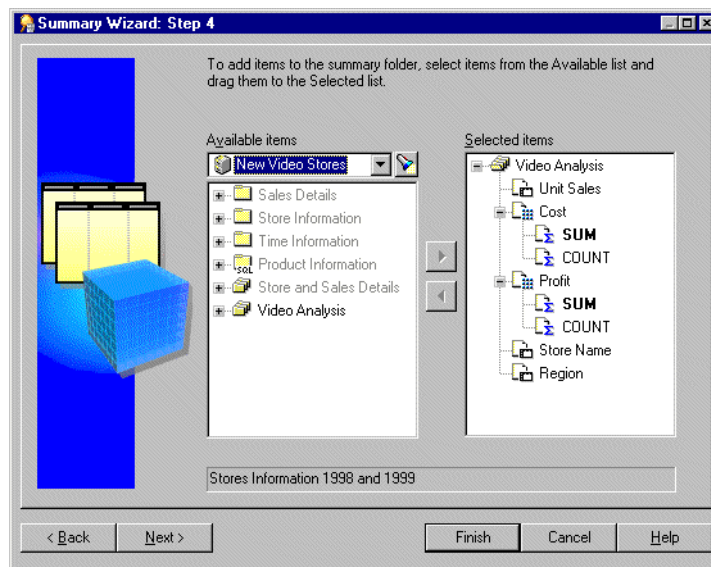 Summary Wizard: Step 4
To add items to the summary folder, select items from the Available list and
drag them to the Selected list.
Available items
New Video Stores
Sales Details
Store Information
Time Information
SQL Product Information
Store and Sales Details
Video Analysis
Selected items
Video Analysis
Unit Sales
Cost
SUM
COUNT
Profit
SUM
COUNT
Store Name
Region
Stores Information 1998 and 1999
< Back
Next >
Finish
Cancel
Help